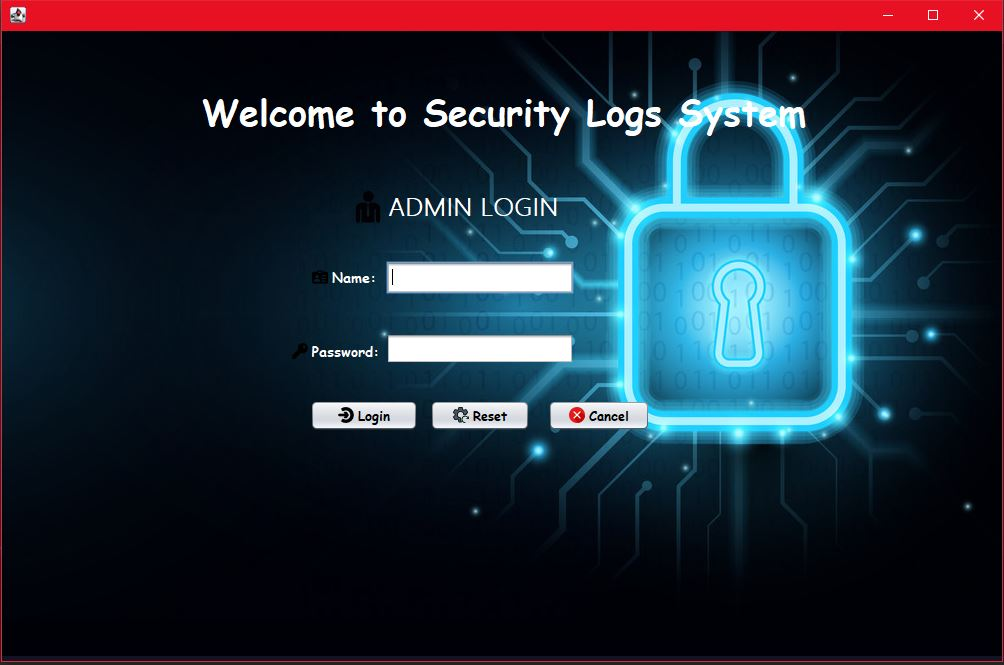 Welcome to Security Logs System
ADMIN LOGIN
Name:
Password:
Login Reset Cancel